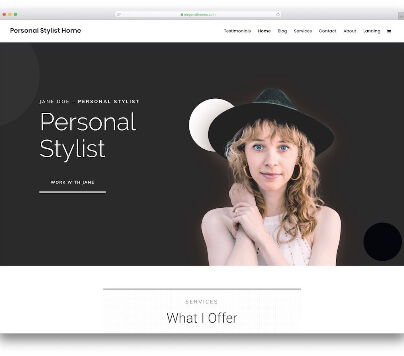 Personal Stylist Home
Testimonials Home Blog Services Contact About Landing
JANE DOE - PERSONAL STYLIST
Personal
Stylist
WORK WITH JANE
SERVICES
What I Offer